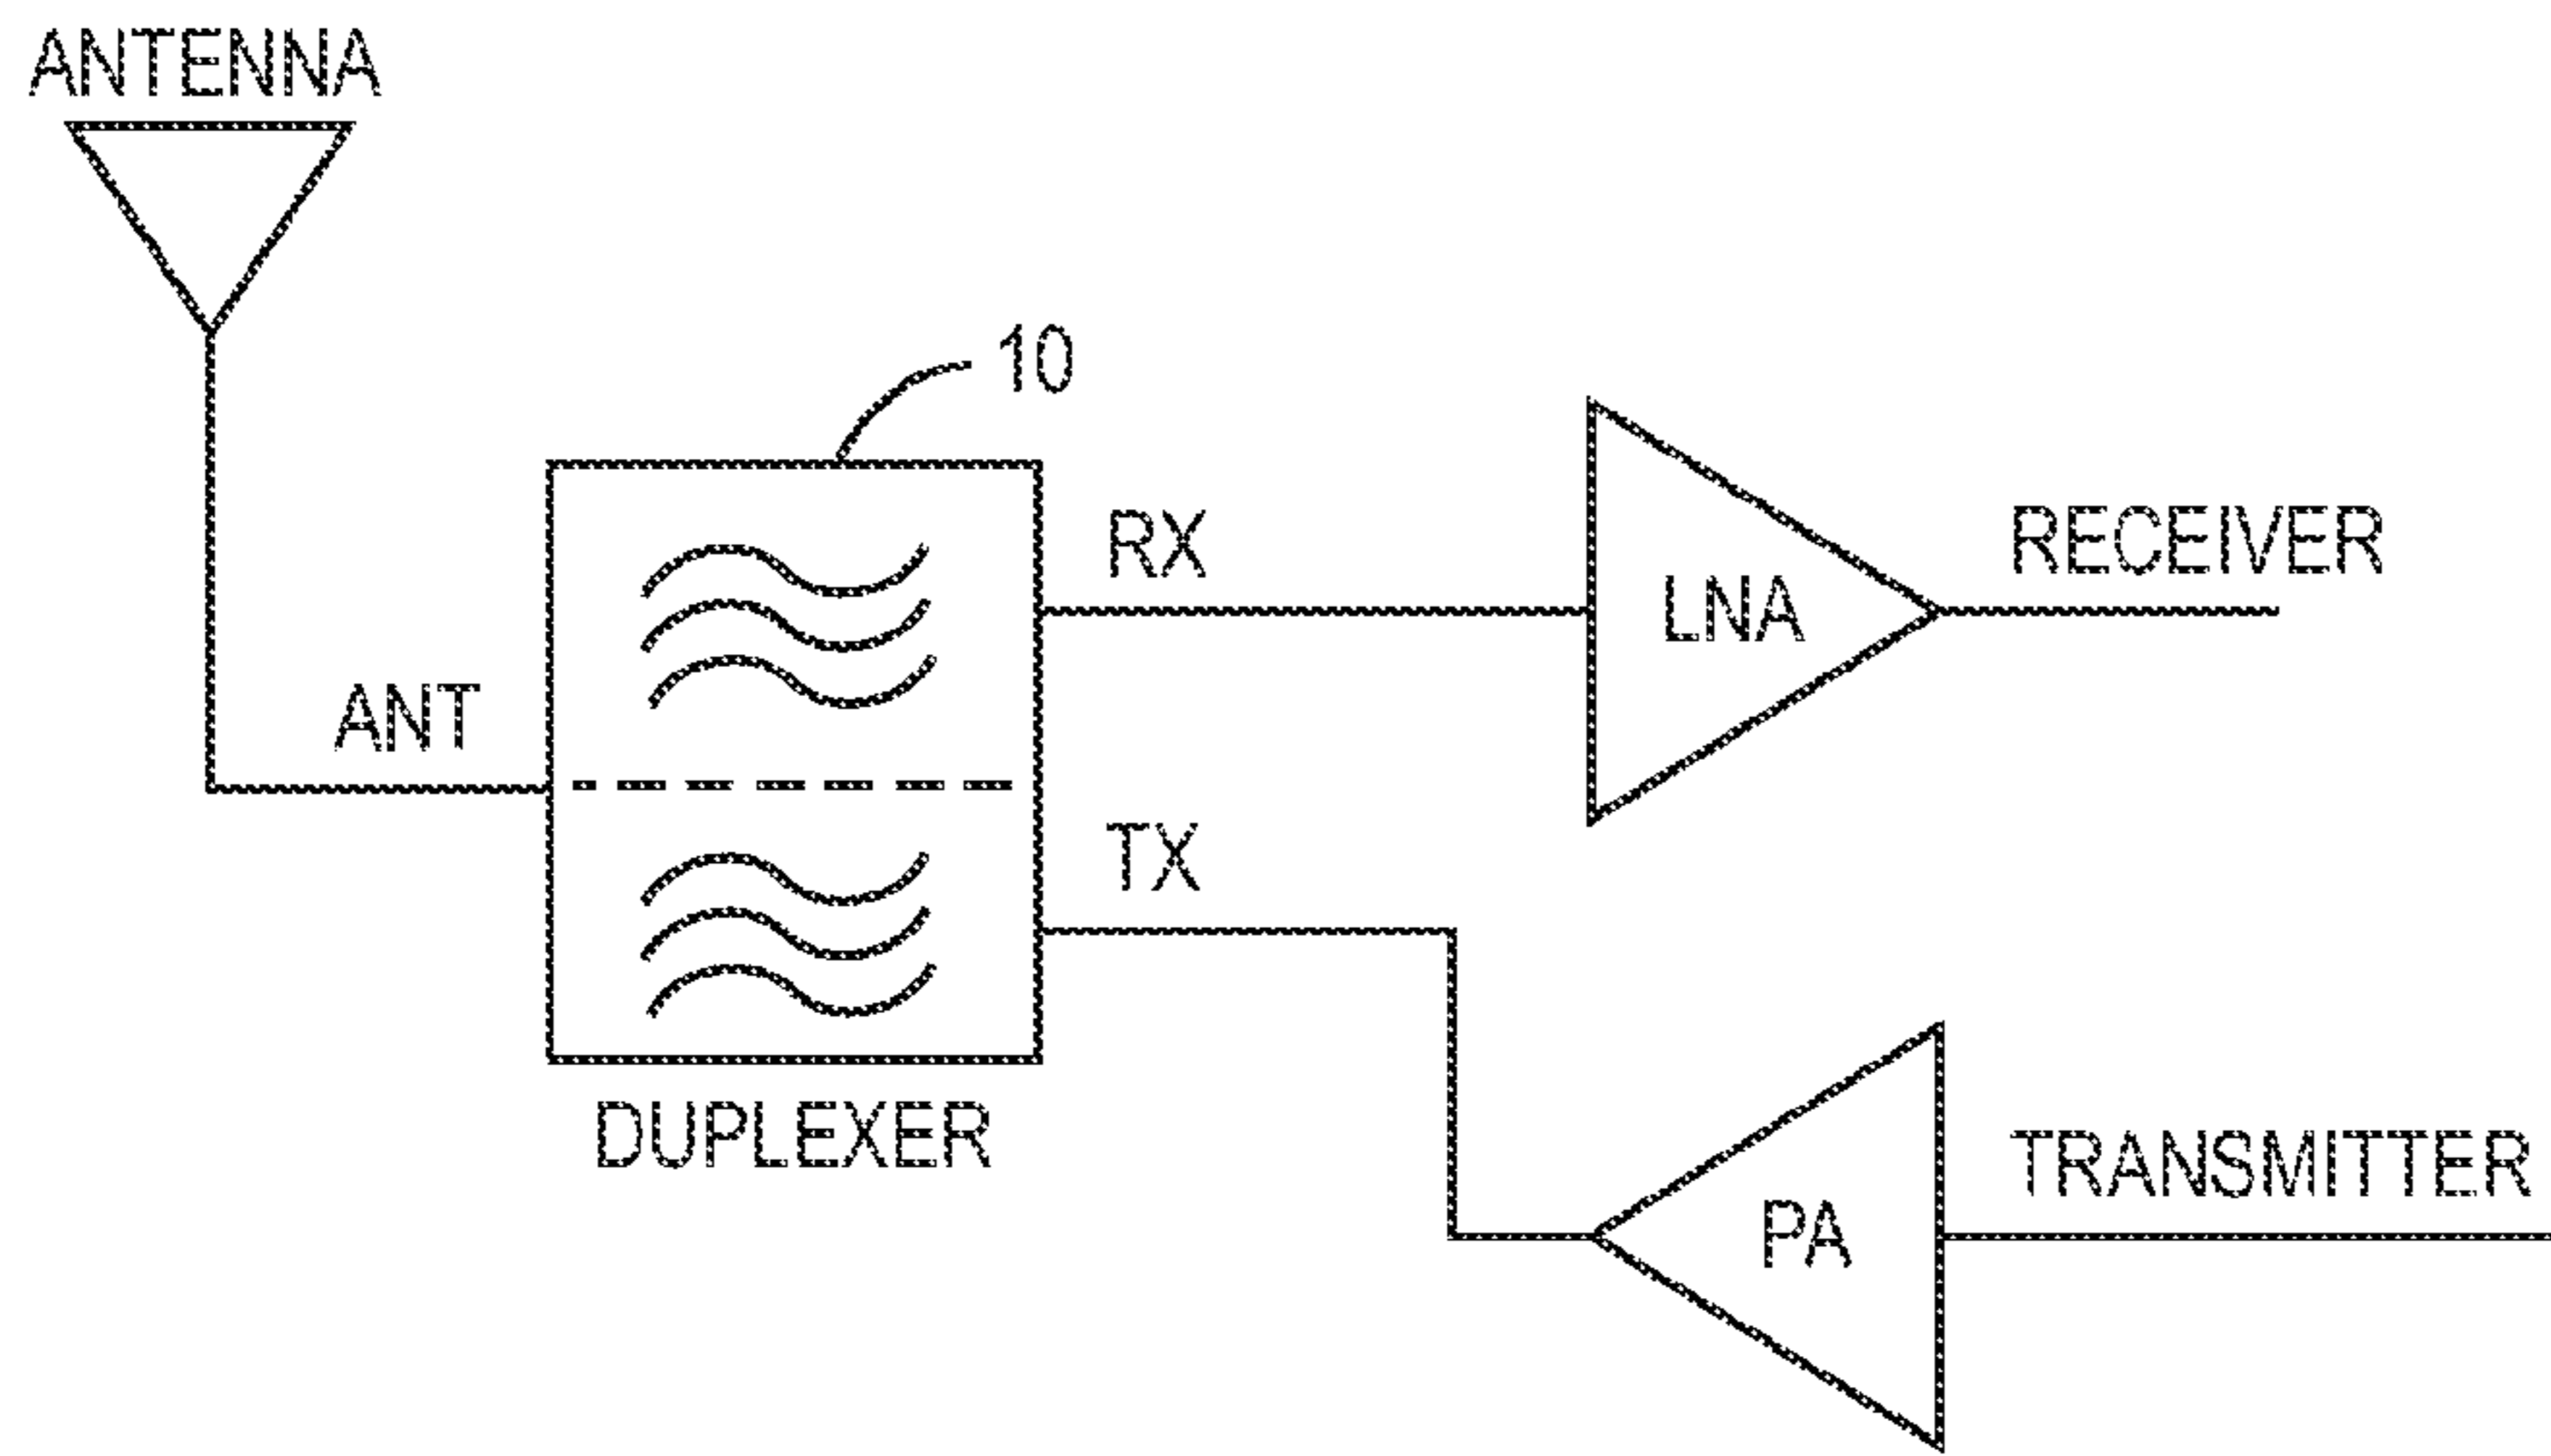 ANTENNA
10
RX
LNA
RECEIVER
ANT
TX
DUPLEXER
PA
TRANSMITTER